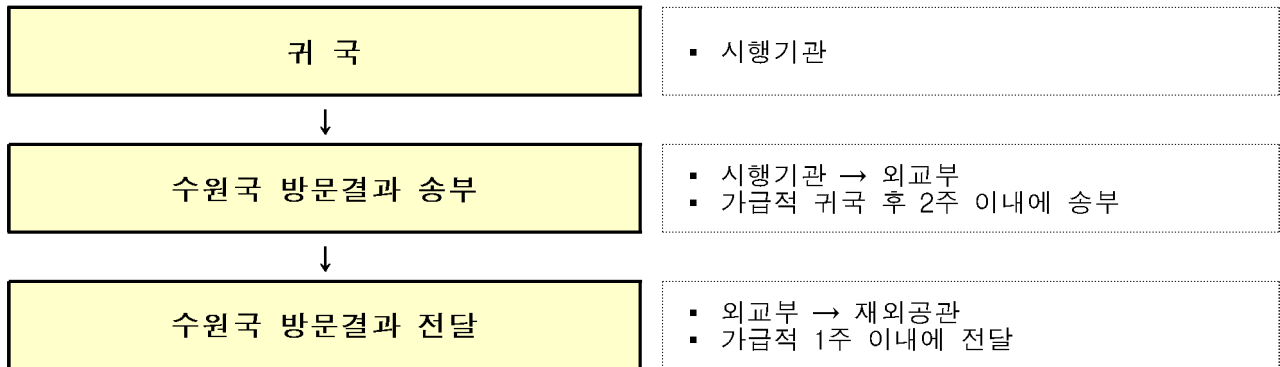 귀 국
▪ 시행기관
↓
수원국 방문결과 송부
▪ 시행기관 → 외교부
▪ 가급적 귀국 후 2주 이내에 송부
↓
수원국 방문결과 전달
▪ 외교부 → 재외공관
▪ 가급적 1주 이내에 전달